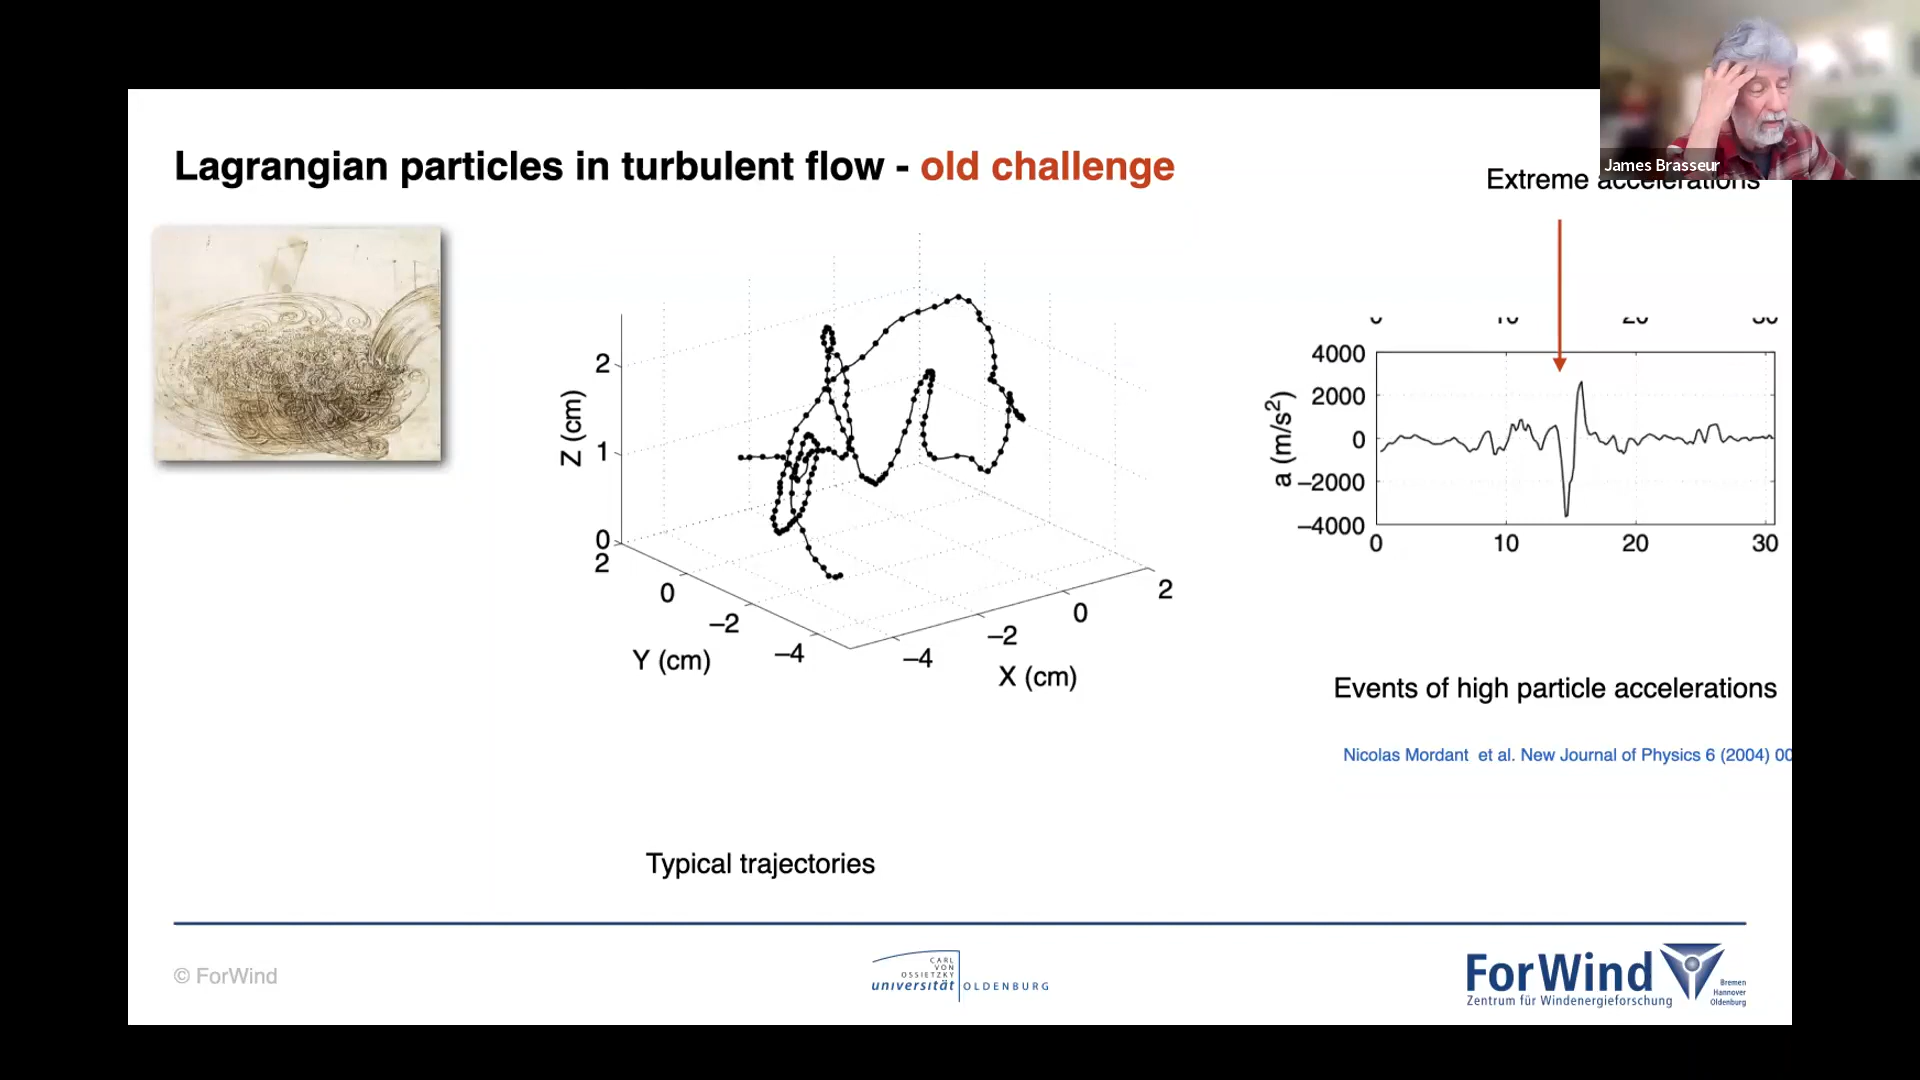 James Brasseur
Lagrangian particles in turbulent flow - old challenge
Extreme accelerations
2
1
0
Z (cm)
2
0
–2
–4
Y (cm)
–4
–2
0
2
X (cm)
Typical trajectories
4000
2000
0
–2000
–4000
a (m/s²)
0
10
20
30
Events of high particle accelerations
Nicolas Mordant et al. New Journal of Physics 6 (2004) 00
© ForWind
CARL
VON
OSSIETZKY
universität OLDENBURG
ForWind
Zentrum für Windenergieforschung
Bremen
Hannover
Oldenburg